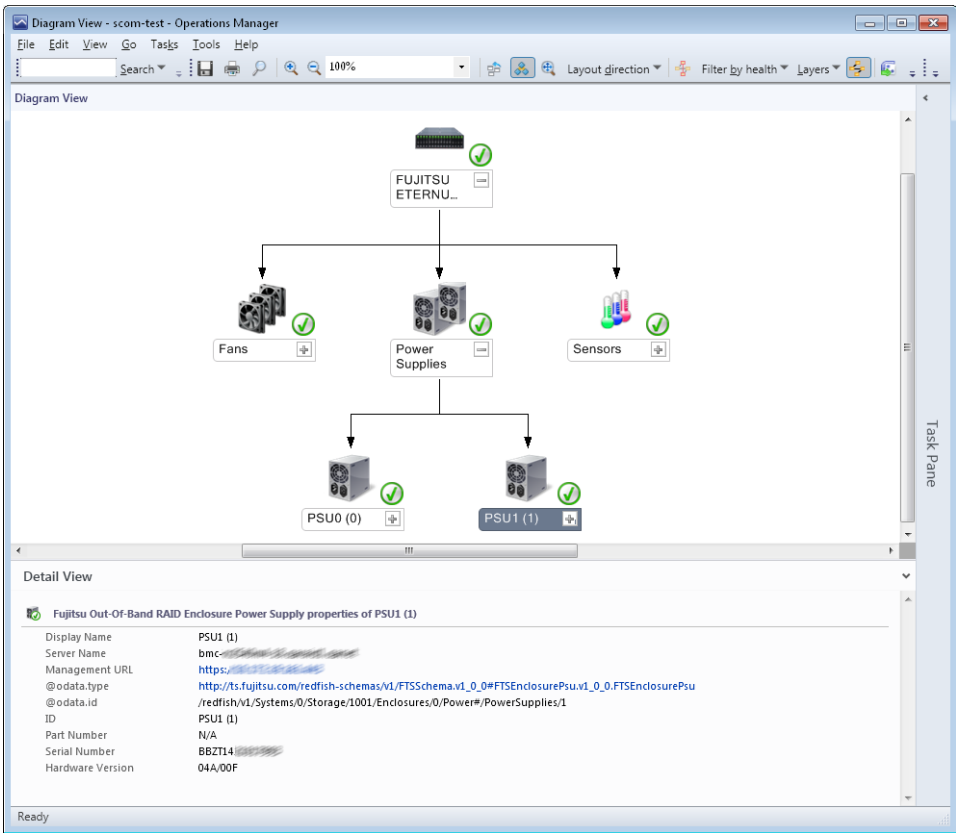 Diagram View - scom-test - Operations Manager
File Edit View Go Tasks Tools Help
Search 100% Layout direction Filter by health Layers
Diagram View
FUJITSU
ETERNU...
Fans
Power
Supplies
Sensors
PSU0 (0)
PSU1 (1)
Task Pane
Detail View
Fujitsu Out-Of-Band RAID Enclosure Power Supply properties of PSU1 (1)
Display Name PSU1 (1)
Server Name bmc-
Management URL https:/
@odata.type http://ts.fujitsu.com/redfish-schemas/v1/FTSSchema.v1_0_0#FTSEnclosurePsu.v1_0_0.FTSEnclosurePsu
@odata.id /redfish/v1/Systems/0/Storage/1001/Enclosures/0/Power#/PowerSupplies/1
ID PSU1 (1)
Part Number N/A
Serial Number BBZT14
Hardware Version 04A/00F
Ready